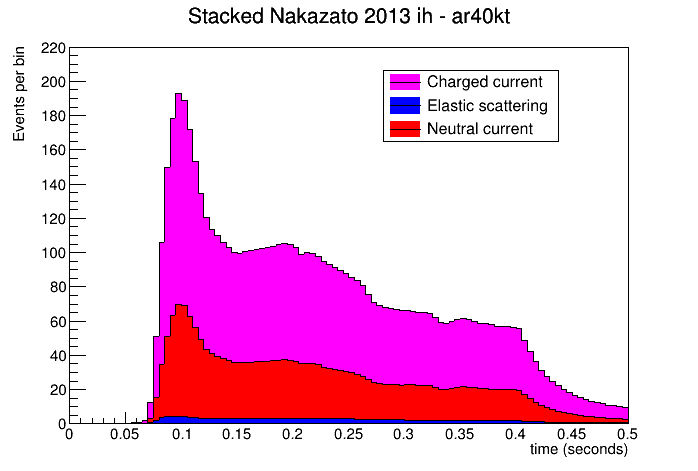 Stacked Nakazato 2013 ih - ar40kt
Events per bin
220
200
180
160
140
120
100
80
60
40
20
0
Charged current
Elastic scattering
Neutral current
0 0.05 0.1 0.15 0.2 0.25 0.3 0.35 0.4 0.45 0.5
time (seconds)